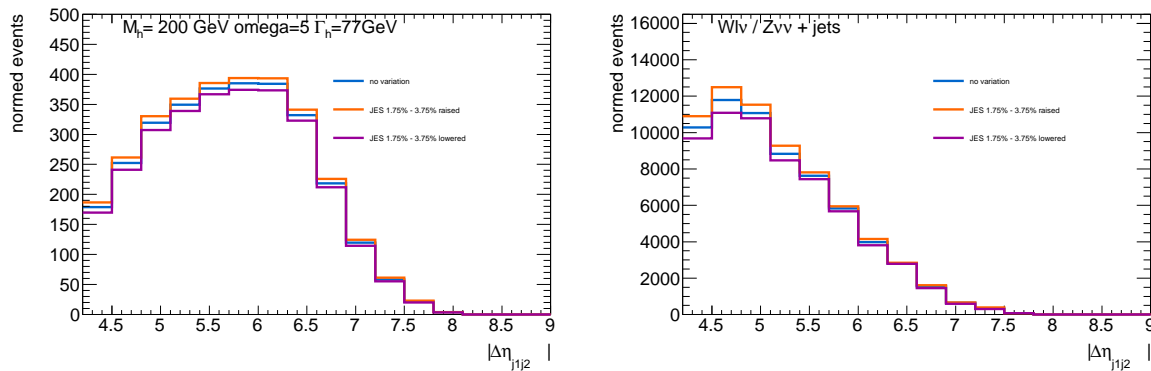 M_h= 200 GeV omega=5 Γ_h=77GeV
normed events
500
450
400
350
300
250
200
150
100
50
0
no variation
JES 1.75% - 3.75% raised
JES 1.75% - 3.75% lowered
4.5 5 5.5 6 6.5 7 7.5 8 8.5 9
|Δη_j1j2 |
Wlν / Zνν + jets
normed events
16000
14000
12000
10000
8000
6000
4000
2000
0
no variation
JES 1.75% - 3.75% raised
JES 1.75% - 3.75% lowered
4.5 5 5.5 6 6.5 7 7.5 8 8.5 9
|Δη_j1j2 |